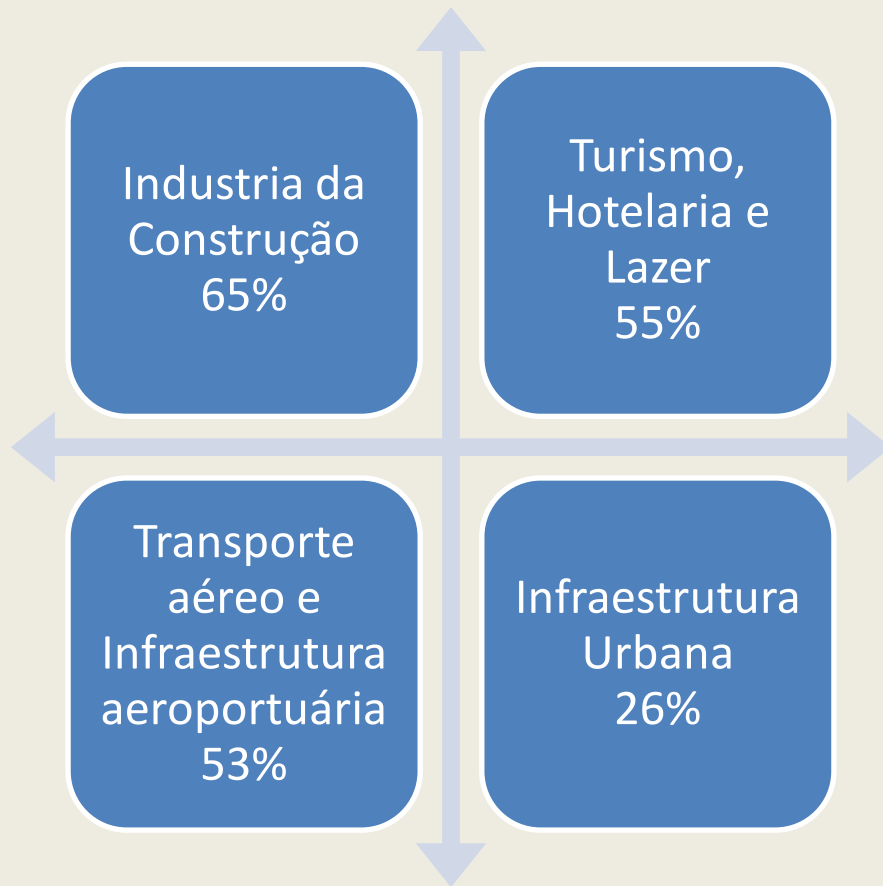 Industria da
Construção
65%
Turismo,
Hotelaria e
Lazer
55%
Transporte
aéreo e
Infraestrutura
aeroportuária
53%
Infraestrutura
Urbana
26%